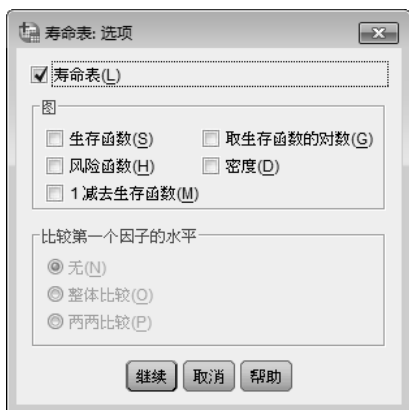 寿命表: 选项
寿命表(L)
图
生存函数(S) 取生存函数的对数(G)
风险函数(H) 密度(D)
1减去生存函数(M)
比较第一个因子的水平
无(N)
整体比较(O)
两两比较(P)
继续 取消 帮助